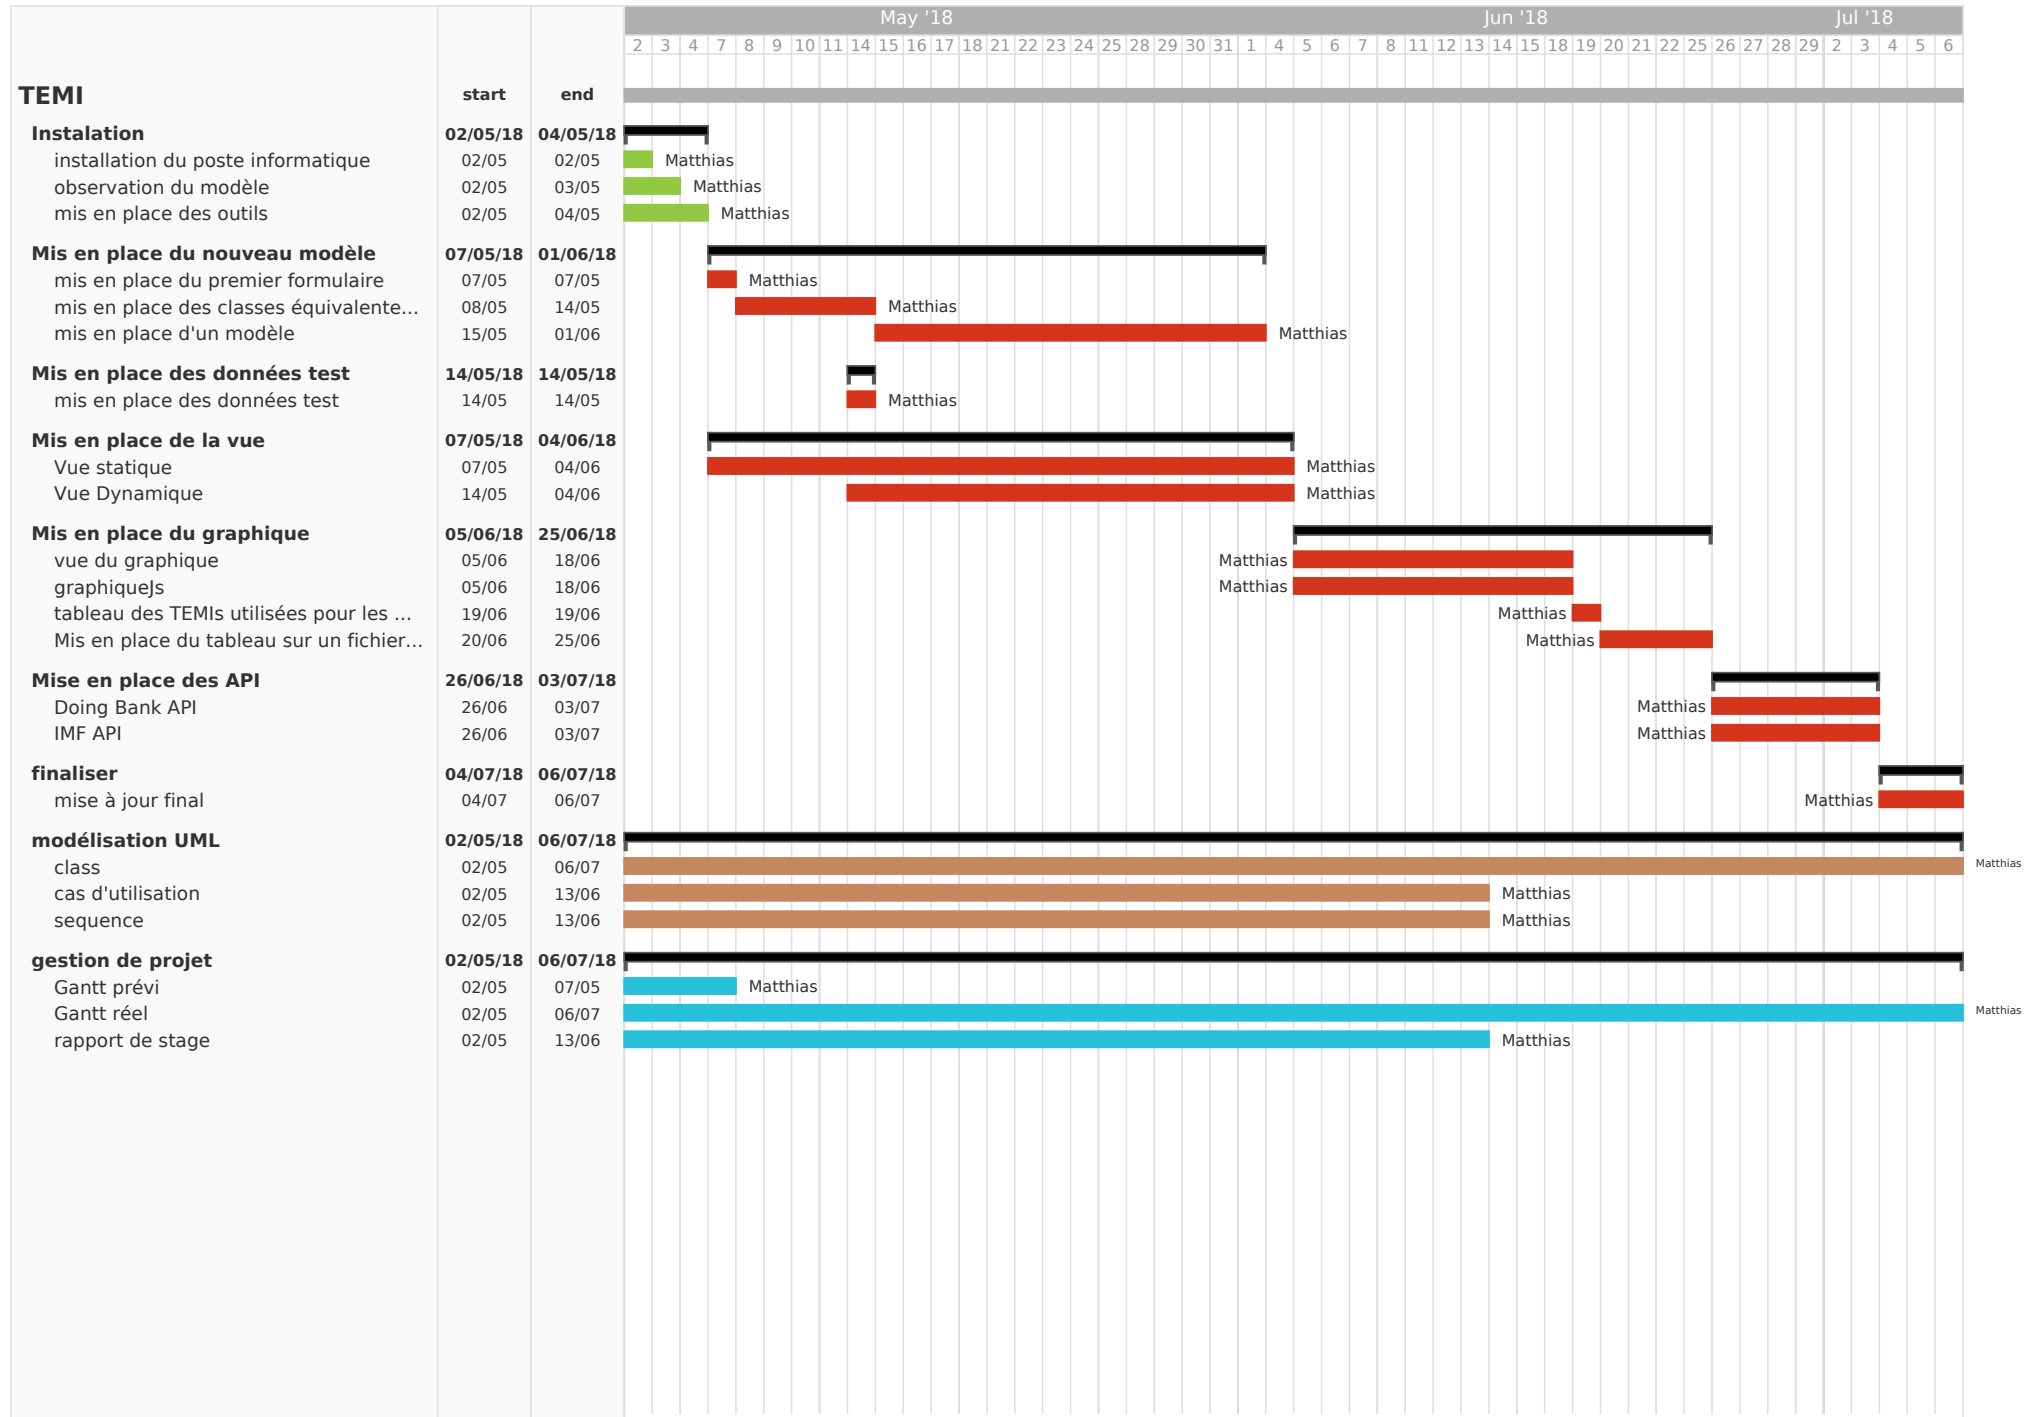 May '18 Jun '18 Jul '18
2 3 4 7 8 9 10 11 14 15 16 17 18 21 22 23 24 25 28 29 30 31 1 4 5 6 7 8 11 12 13 14 15 18 19 20 21 22 25 26 27 28 29 2 3 4 5 6
TEMI start end
Instalation 02/05/18 04/05/18
installation du poste informatique 02/05 02/05 Matthias
observation du modèle 02/05 03/05 Matthias
mis en place des outils 02/05 04/05 Matthias
Mis en place du nouveau modèle 07/05/18 01/06/18
mis en place du premier formulaire 07/05 07/05 Matthias
mis en place des classes équivalente... 08/05 14/05 Matthias
mis en place d'un modèle 15/05 01/06 Matthias
Mis en place des données test 14/05/18 14/05/18
mis en place des données test 14/05 14/05 Matthias
Mis en place de la vue 07/05/18 04/06/18
Vue statique 07/05 04/06 Matthias
Vue Dynamique 14/05 04/06 Matthias
Mis en place du graphique 05/06/18 25/06/18
vue du graphique 05/06 18/06 Matthias
graphiqueJs 05/06 18/06 Matthias
tableau des TEMIs utilisées pour les ... 19/06 19/06 Matthias
Mis en place du tableau sur un fichier... 20/06 25/06 Matthias
Mise en place des API 26/06/18 03/07/18
Doing Bank API 26/06 03/07 Matthias
IMF API 26/06 03/07 Matthias
finaliser 04/07/18 06/07/18
mise à jour final 04/07 06/07 Matthias
modélisation UML 02/05/18 06/07/18
class 02/05 06/07 Matthias
cas d'utilisation 02/05 13/06 Matthias
sequence 02/05 13/06 Matthias
gestion de projet 02/05/18 06/07/18
Gantt prévi 02/05 07/05 Matthias
Gantt réel 02/05 06/07 Matthias
rapport de stage 02/05 13/06 Matthias